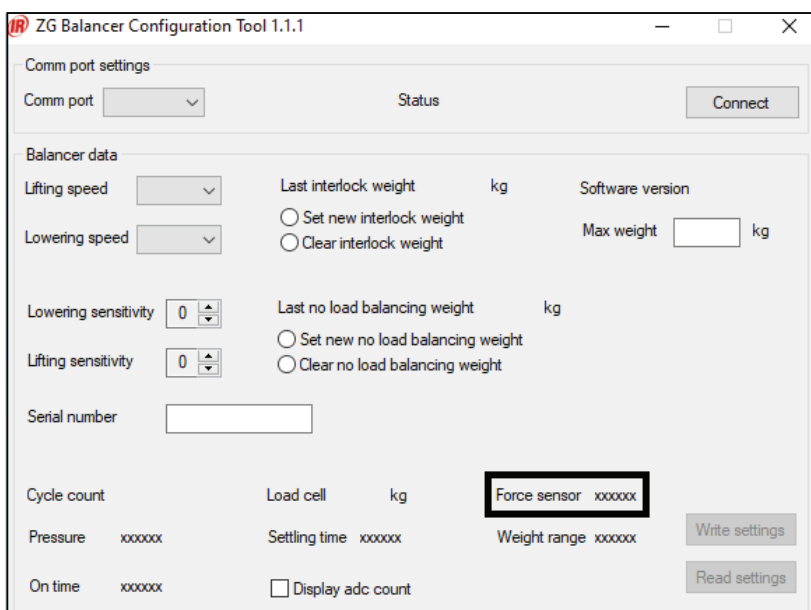 IR ZG Balancer Configuration Tool 1.1.1
Comm port settings
Comm port Status Connect
Balancer data
Lifting speed Last interlock weight kg Software version
Set new interlock weight
Lowering speed Clear interlock weight Max weight kg
Lowering sensitivity 0 Last no load balancing weight kg
Set new no load balancing weight
Lifting sensitivity 0 Clear no load balancing weight
Serial number
Cycle count Load cell kg Force sensor xxxxxx
Pressure xxxxxx Settling time xxxxxx Weight range xxxxxx Write settings
On time xxxxxx Display adc count Read settings